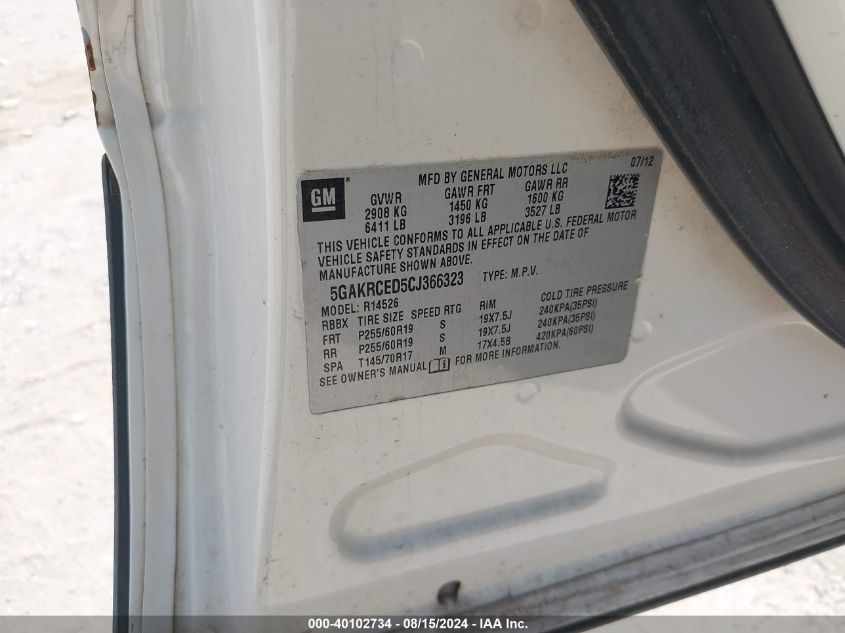 GM
MFD BY GENERAL MOTORS LLC
07/12
GVWR GAWR FRT GAWR RR
2908 KG 1450 KG 1600 KG
6411 LB 3196 LB 3527 LB
THIS VEHICLE CONFORMS TO ALL APPLICABLE U.S. FEDERAL MOTOR
VEHICLE SAFETY STANDARDS IN EFFECT ON THE DATE OF
MANUFACTURE SHOWN ABOVE.
5GAKRCED5CJ366323 TYPE: M.P.V.
MODEL: R14526
RBBX TIRE SIZE SPEED RTG RIM COLD TIRE PRESSURE
FRT P255/60R19 S 19X7.5J 240KPA(35PSI)
RR P255/60R19 S 19X7.5J 240KPA(35PSI)
SPA T145/70R17 M 17X4.5B 420KPA(60PSI)
SEE OWNER'S MANUAL FOR MORE INFORMATION.
000-40102734 - 08/15/2024 - IAA Inc.